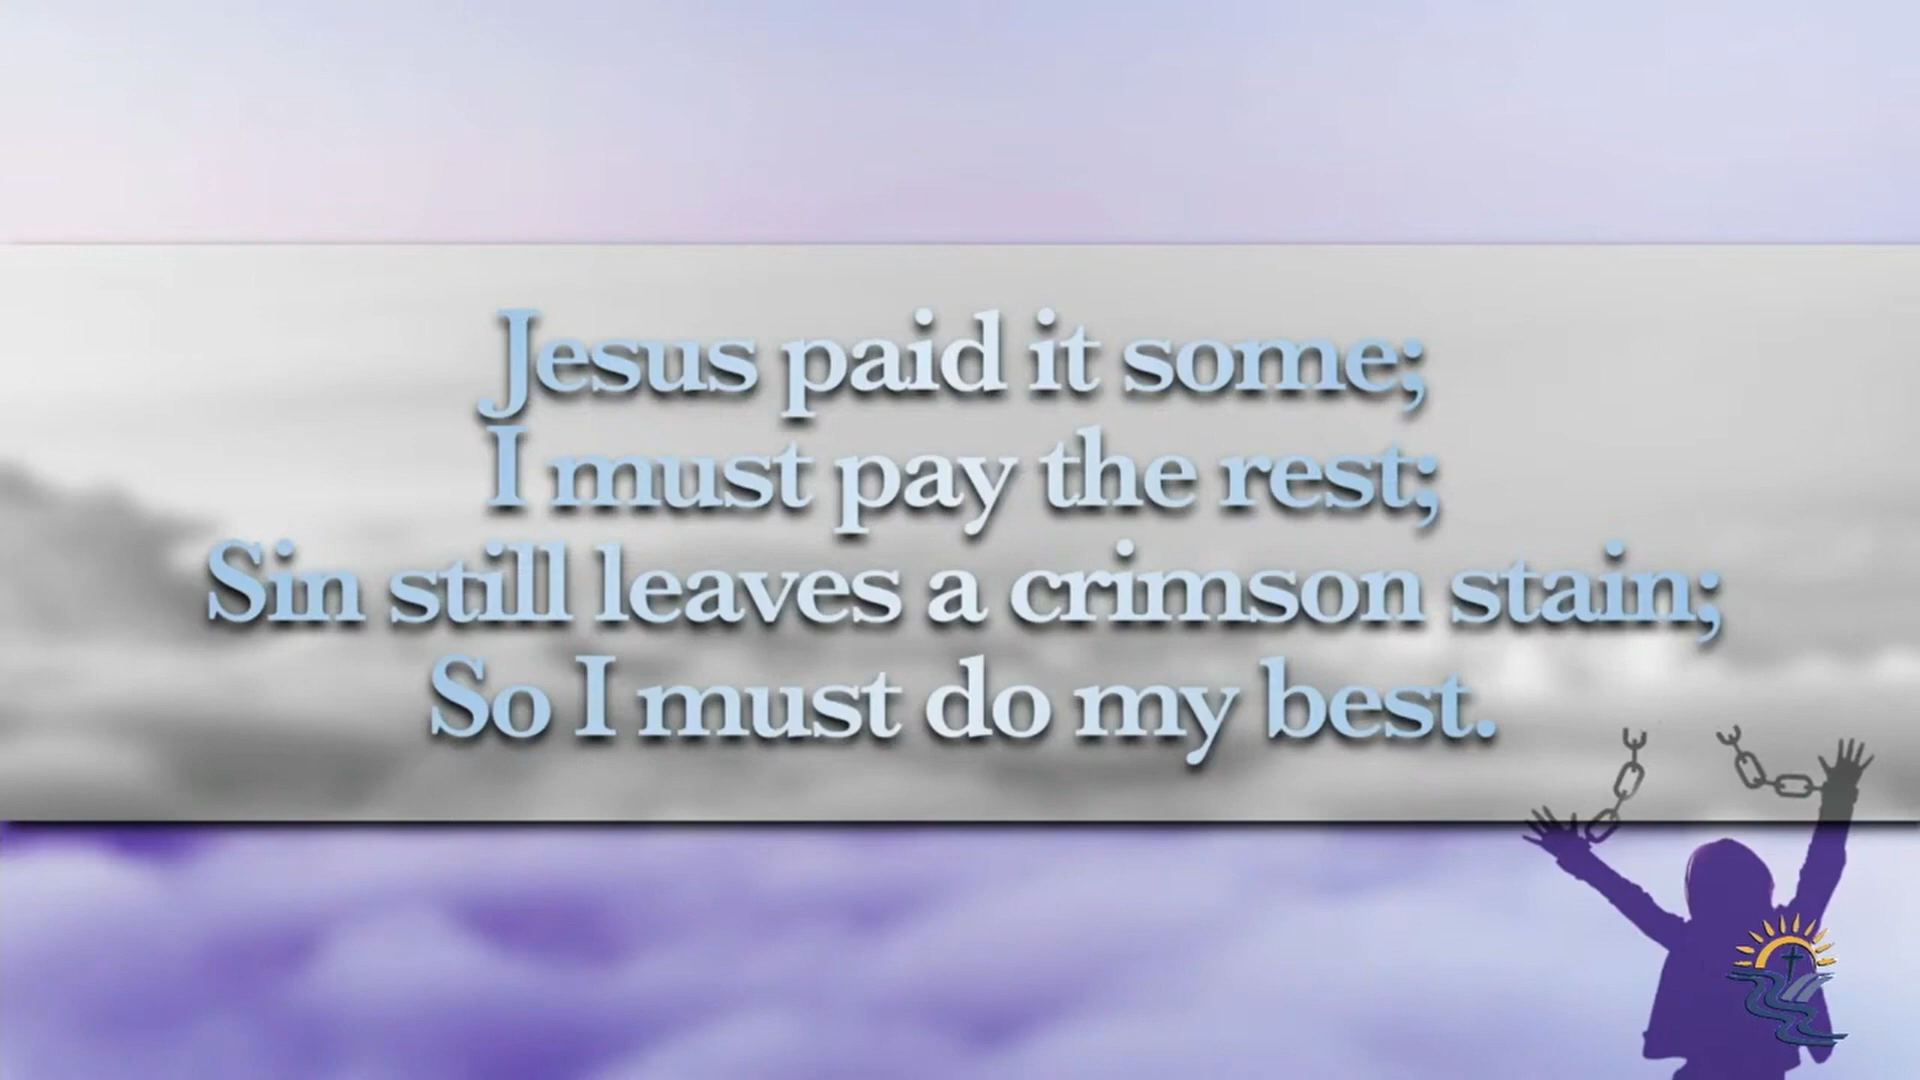 Jesus paid it some;
I must pay the rest;
Sin still leaves a crimson stain;
So I must do my best.